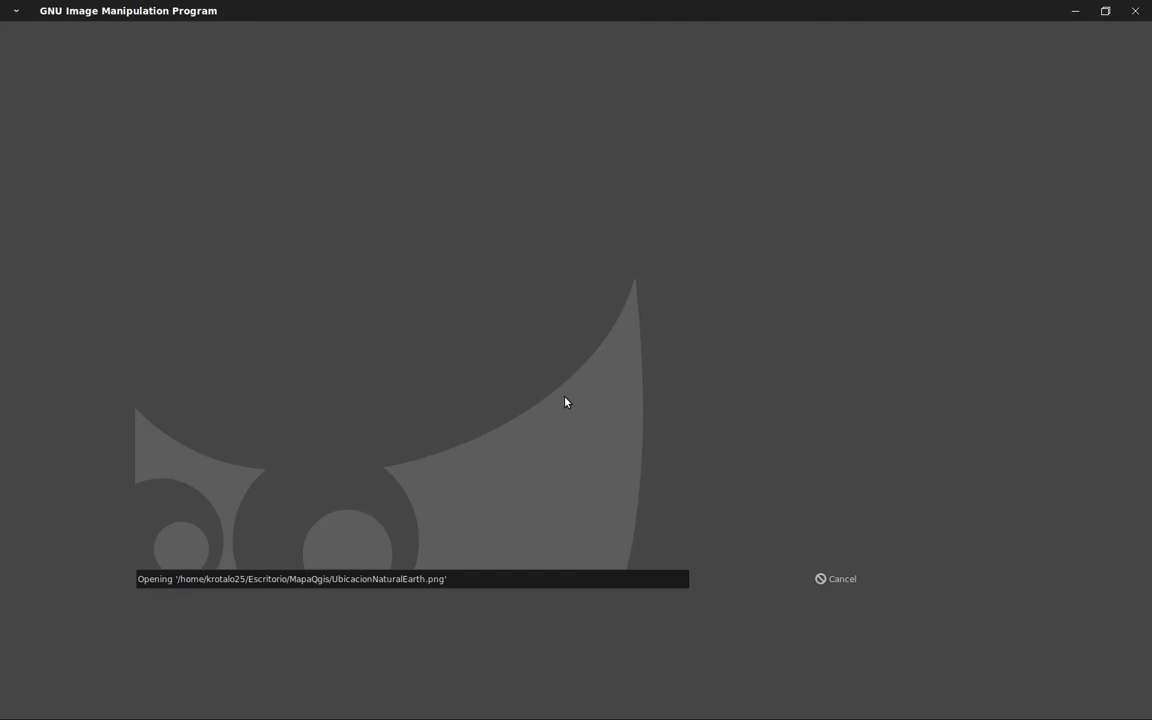 GNU Image Manipulation Program
Opening '/home/krotalo25/Escritorio/MapaQgis/UbicacionNaturalEarth.png'
Cancel